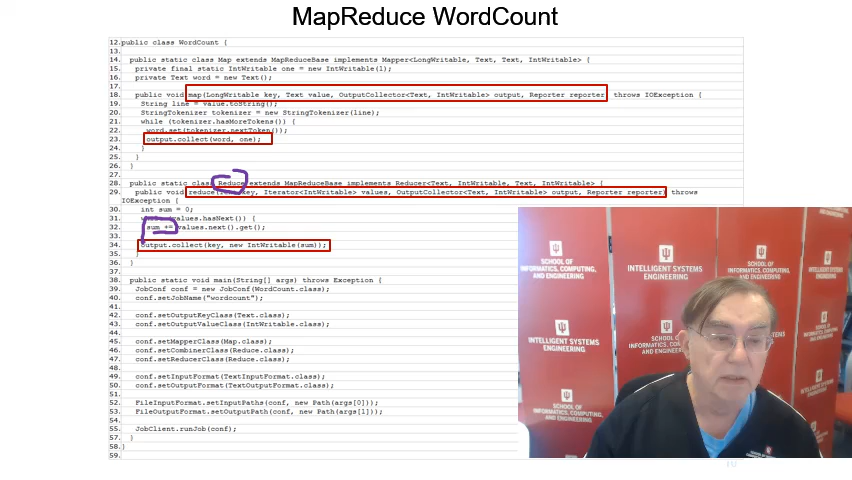 MapReduce WordCount
12. public class WordCount {
13.
14. public static class Map extends MapReduceBase implements Mapper<LongWritable, Text, Text, IntWritable> {
15. private final static IntWritable one = new IntWritable(1);
16. private Text word = new Text();
17.
18. public void map(LongWritable key, Text value, OutputCollector<Text, IntWritable> output, Reporter reporter) throws IOException {
19. String line = value.toString();
20. StringTokenizer tokenizer = new StringTokenizer(line);
21. while (tokenizer.hasMoreTokens()) {
22. word.set(tokenizer.nextToken());
23. output.collect(word, one);
24. }
25. }
26. }
27.
28. public static class Reduce extends MapReduceBase implements Reducer<Text, IntWritable, Text, IntWritable> {
29. public void reduce(Text key, Iterator<IntWritable> values, OutputCollector<Text, IntWritable> output, Reporter reporter) throws
IOException {
30. int sum = 0;
31. while (values.hasNext()) {
32. sum += values.next().get();
33. }
34. output.collect(key, new IntWritable(sum));
35. }
36. }
37.
38. public static void main(String[] args) throws Exception {
39. JobConf conf = new JobConf(WordCount.class);
40. conf.setJobName("wordcount");
41.
42. conf.setOutputKeyClass(Text.class);
43. conf.setOutputValueClass(IntWritable.class);
44.
45. conf.setMapperClass(Map.class);
46. conf.setCombinerClass(Reduce.class);
47. conf.setReducerClass(Reduce.class);
48.
49. conf.setInputFormat(TextInputFormat.class);
50. conf.setOutputFormat(TextOutputFormat.class);
51.
52. FileInputFormat.setInputPaths(conf, new Path(args[0]));
53. FileOutputFormat.setOutputPath(conf, new Path(args[1]));
54.
55. JobClient.runJob(conf);
57. }
58. }
59.
SCHOOL OF
INFORMATICS, COMPUTING,
AND ENGINEERING
INTELLIGENT SYSTEMS
ENGINEERING
SCHOOL OF
INFORMATICS, COMPUTING
AND ENGINEERING
INTELLIGENT SYSTEMS
ENGINEERING
SCHOOL OF
INFORMATICS, COMPUTING,
AND ENGINEERING
10